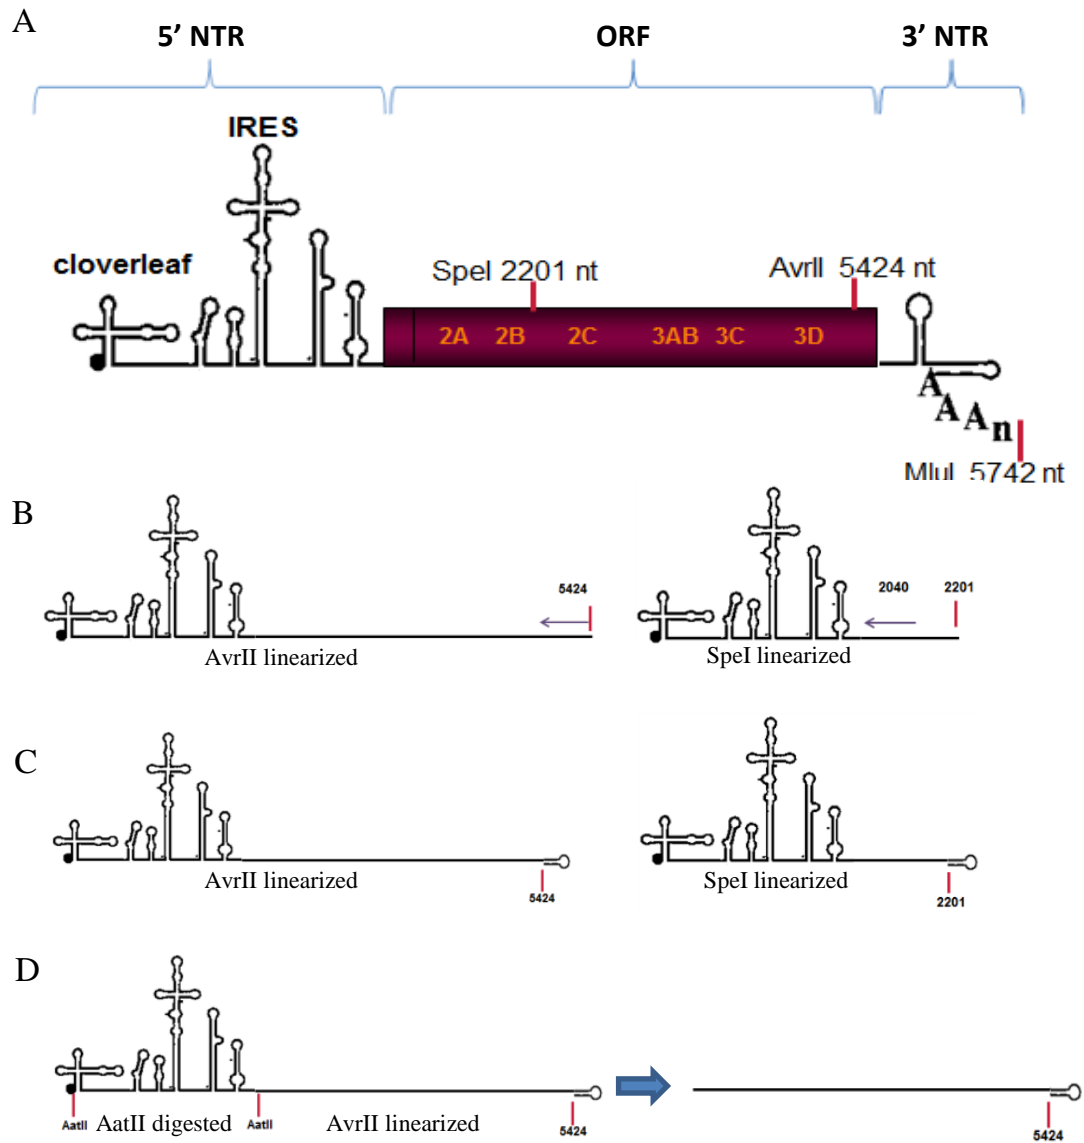 A
5’ NTR ORF 3’ NTR
IRES
cloverleaf
SpeI 2201 nt AvrII 5424 nt
2A 2B 2C 3AB 3C 3D
A A A n
MluI 5742 nt
B
5424
AvrII linearized
2040 2201
SpeI linearized
C
AvrII linearized
5424
SpeI linearized
2201
D
AatII AatII digested AatII AvrII linearized 5424
5424